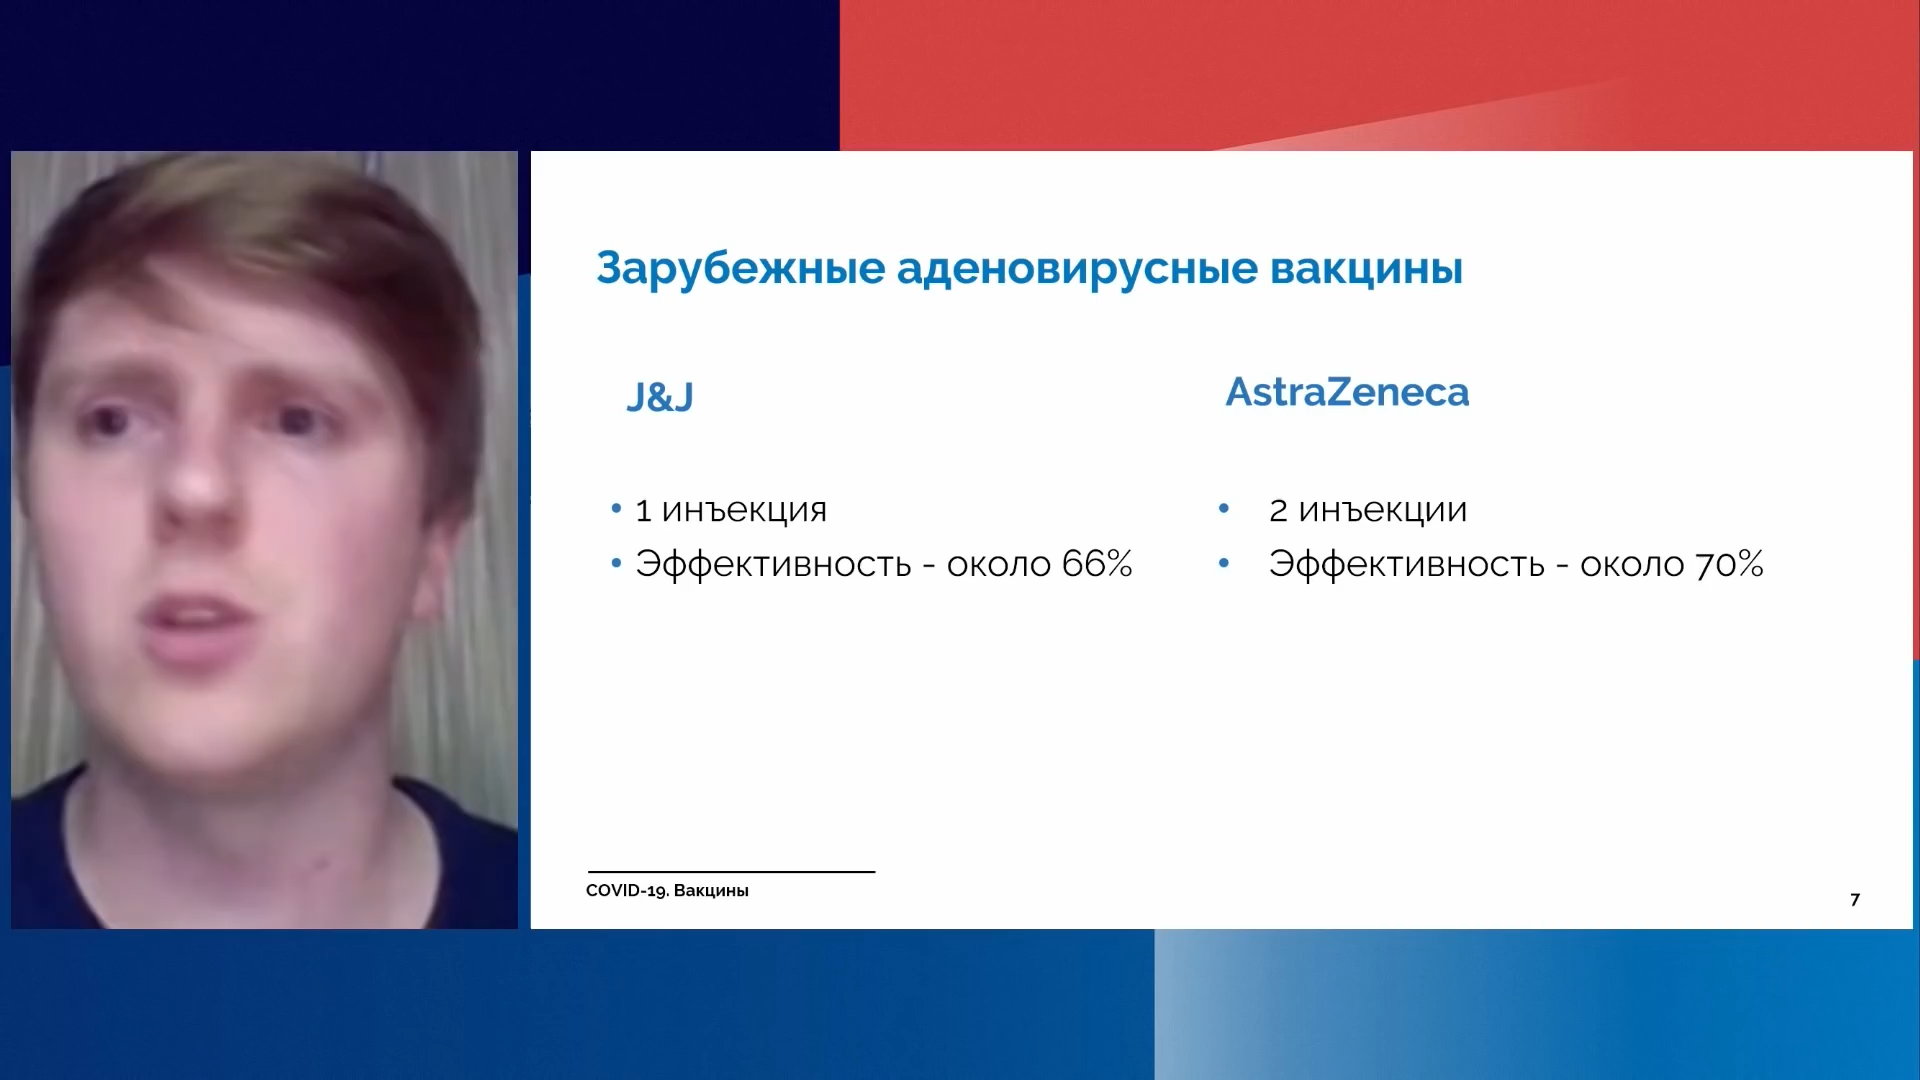 Зарубежные аденовирусные вакцины
J&J
• 1 инъекция
• Эффективность - около 66%
AstraZeneca
• 2 инъекции
• Эффективность - около 70%
COVID-19. Вакцины
7